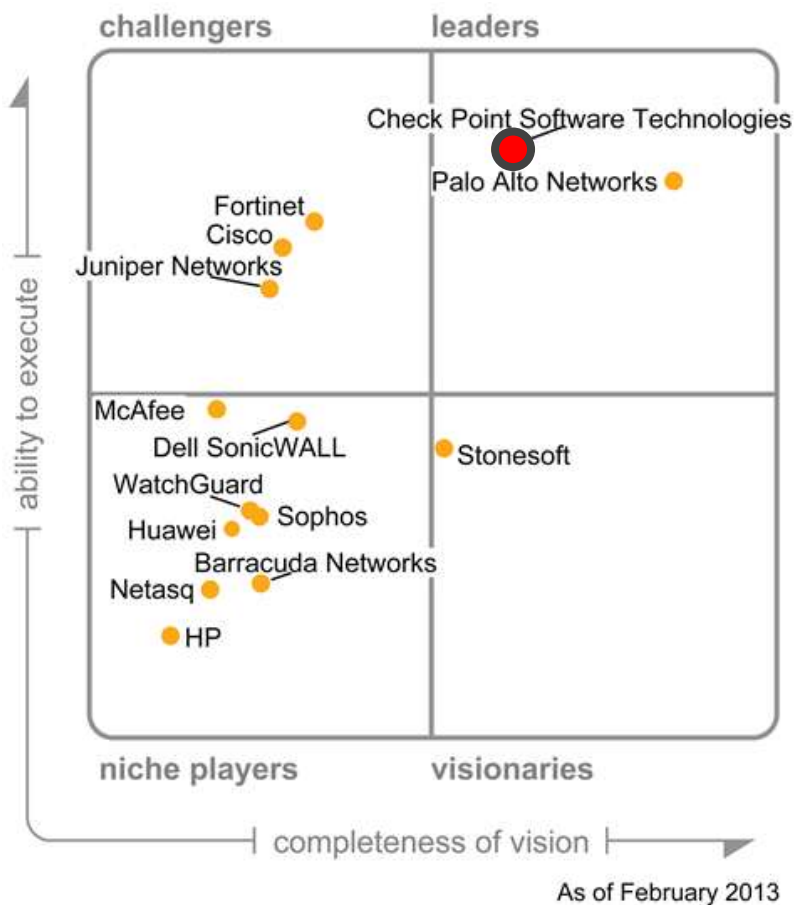 challengers
leaders
Check Point Software Technologies
Palo Alto Networks
Fortinet
Cisco
Juniper Networks
McAfee
Dell SonicWALL
Stonesoft
WatchGuard
Sophos
Huawei
Barracuda Networks
Netasq
HP
niche players
visionaries
ability to execute
completeness of vision
As of February 2013